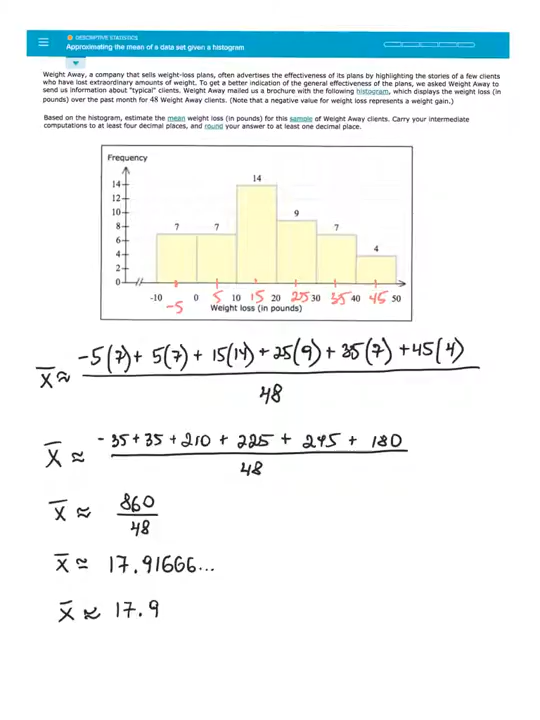 DESCRIPTIVE STATISTICS
Approximating the mean of a data set given a histogram
Weight Away, a company that sells weight-loss plans, often advertises the effectiveness of its plans by highlighting the stories of a few clients
who have lost extraordinary amounts of weight. To get a better indication of the general effectiveness of the plans, we asked Weight Away to
send us information about "typical" clients. Weight Away mailed us a brochure with the following histogram, which displays the weight loss (in
pounds) over the past month for 48 Weight Away clients. (Note that a negative value for weight loss represents a weight gain.)
Based on the histogram, estimate the mean weight loss (in pounds) for this sample of Weight Away clients. Carry your intermediate
computations to at least four decimal places, and round your answer to at least one decimal place.
Frequency
14
14
12
10
9
8
7 7 7
6
4
4
2
0
-10 0 10 20 30 40 50
-5 5 15 25 35 45
Weight loss (in pounds)
x̄ ≈ -5(7) + 5(7) + 15(14) + 25(9) + 35(7) + 45(4)
48
x̄ ≈ -35 + 35 + 210 + 225 + 245 + 180
48
x̄ ≈ 860
48
x̄ ≈ 17.91666...
x̄ ≈ 17.9